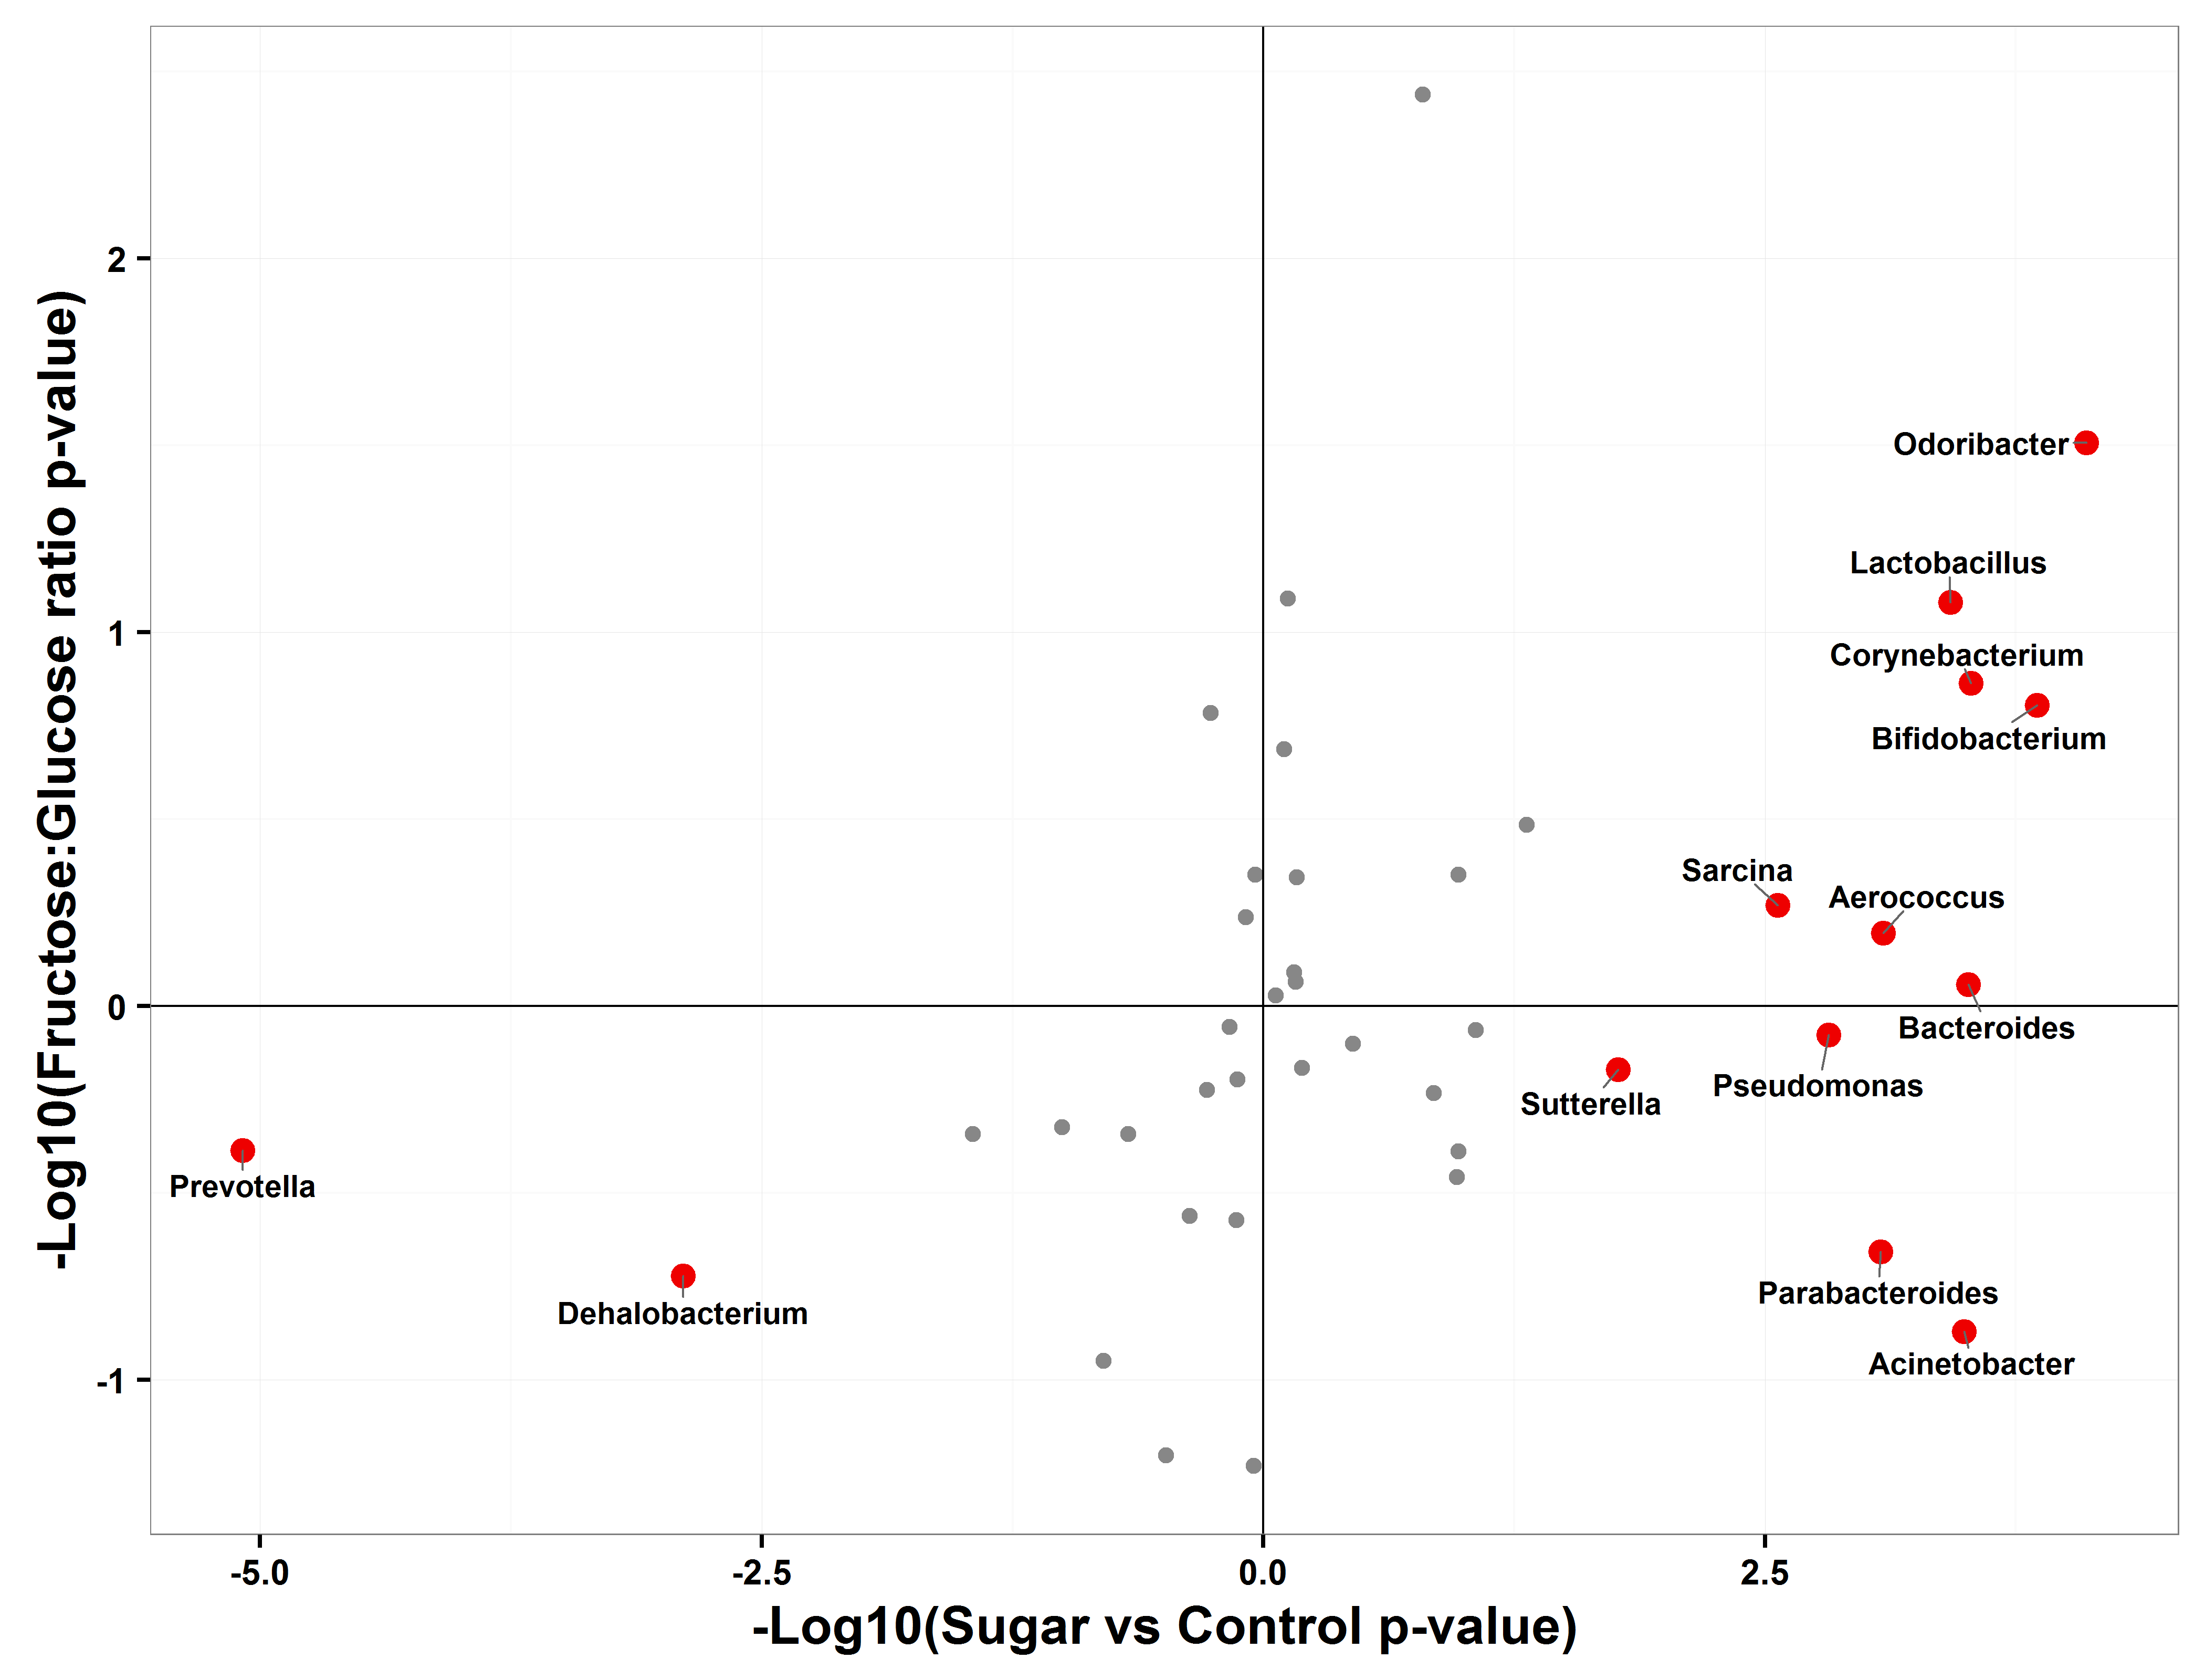 -Log10(Fructose:Glucose ratio p-value)
2
1
0
-1
Odoribacter
Lactobacillus
Corynebacterium
Bifidobacterium
Sarcina
Aerococcus
Bacteroides
Pseudomonas
Sutterella
Prevotella
Parabacteroides
Dehalobacterium
Acinetobacter
-5.0 -2.5 0.0 2.5
-Log10(Sugar vs Control p-value)